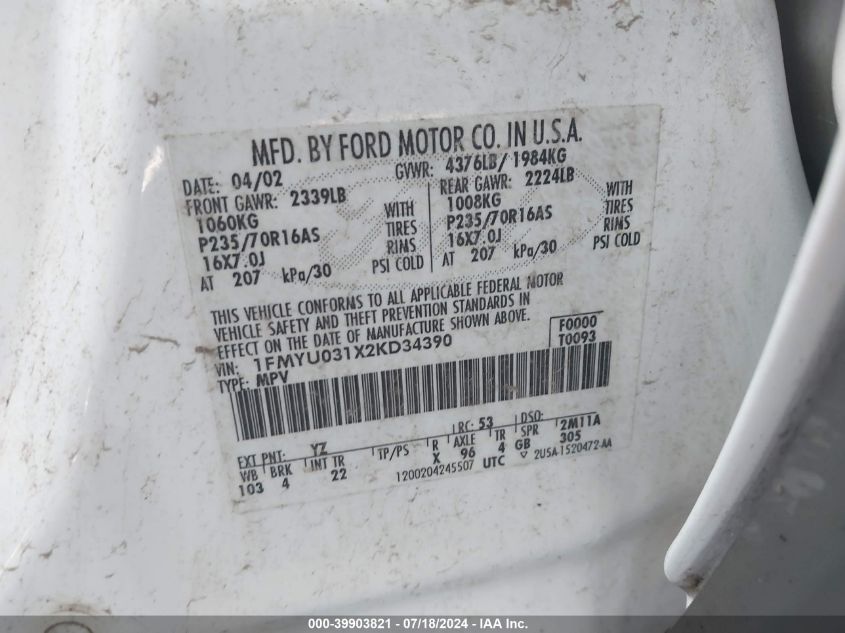 MFD. BY FORD MOTOR CO. IN U.S.A.
DATE: 04/02 GVWR: 4376LB/ 1984KG
FRONT GAWR: 2339LB REAR GAWR: 2224LB
1060KG WITH 1008KG WITH
P235/70R16AS TIRES P235/70R16AS TIRES
16X7.0J RIMS 16X7.0J RIMS
AT 207 kPa/30 PSI COLD AT 207 kPa/30 PSI COLD
THIS VEHICLE CONFORMS TO ALL APPLICABLE FEDERAL MOTOR
VEHICLE SAFETY AND THEFT PREVENTION STANDARDS IN
EFFECT ON THE DATE OF MANUFACTURE SHOWN ABOVE.
VIN: 1FMYU031X2KD34390 F0000
TYPE: MPV T0093
EXT PNT: YZ RC: 53 DSO:
WB BRK INT TR TP/PS R AXLE TR SPR 2M11A
103 4 22 X 96 4 GB 305
1200204245507 UTC ▽ 2U5A-1520472-AA
000-39903821 - 07/18/2024 - IAA Inc.